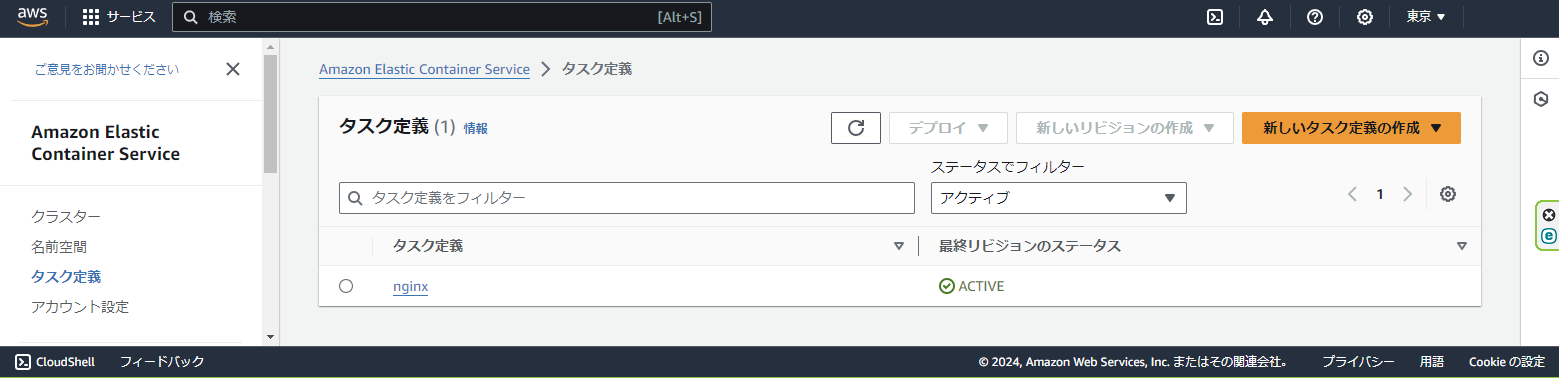 aws サービス 検索 [Alt+S] 東京
ご意見をお聞かせください
Amazon Elastic Container Service
クラスター
名前空間
タスク定義
アカウント設定
Amazon Elastic Container Service タスク定義
タスク定義 (1) 情報 デプロイ 新しいリビジョンの作成 新しいタスク定義の作成
ステータスでフィルター
タスク定義をフィルター アクティブ 1
タスク定義 最終リビジョンのステータス
nginx ACTIVE
CloudShell フィードバック © 2024, Amazon Web Services, Inc. またはその関連会社。 プライバシー 用語 Cookie の設定